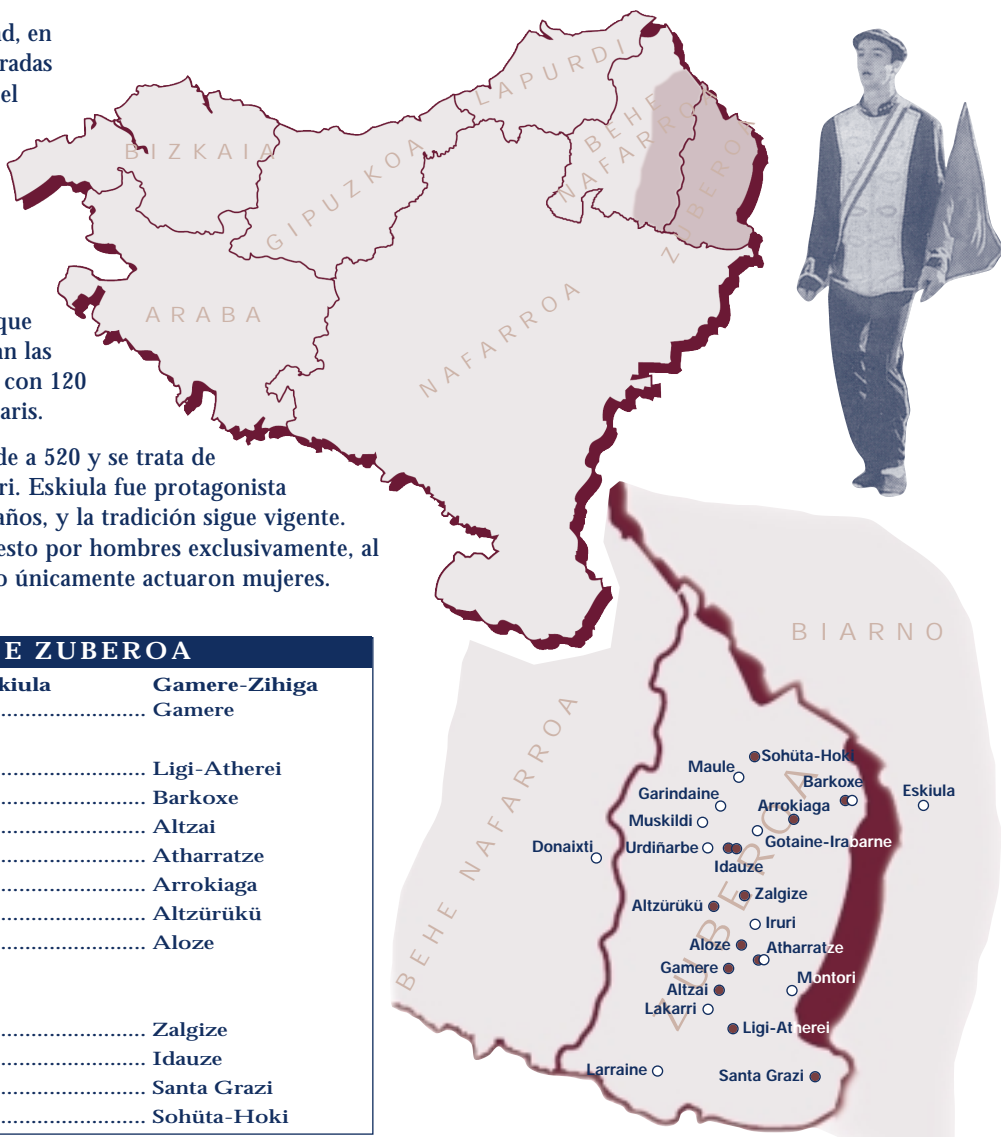 d, en
radas
el
que
an las
con 120
aris.
de a 520 y se trata de
ri. Eskiula fue protagonista
años, y la tradición sigue vigente.
esto por hombres exclusivamente, al
o únicamente actuaron mujeres.
BIZKAIA
GIPUZKOA
LAPURDI
BEHE
NAFARROA
ZUBEROA
ARABA
NAFARROA
E ZUBEROA
kiula Gamere-Zihiga
........................ Gamere
........................ Ligi-Atherei
........................ Barkoxe
........................ Altzai
........................ Atharratze
........................ Arrokiaga
........................ Altzürükü
........................ Aloze
........................ Zalgize
........................ Idauze
........................ Santa Grazi
........................ Sohüta-Hoki
BIARNO
BEHE NAFARROA
ZUBEROA
Sohüta-Hoki
Maule
Barkoxe
Eskiula
Garindaine
Arrokiaga
Muskildi
Gotaine-Irabarne
Donaixti
Urdiñarbe
Idauze
Zalgize
Altzürükü
Iruri
Aloze
Atharratze
Gamere
Altzai
Montori
Lakarri
Ligi-Atherei
Larraine
Santa Grazi